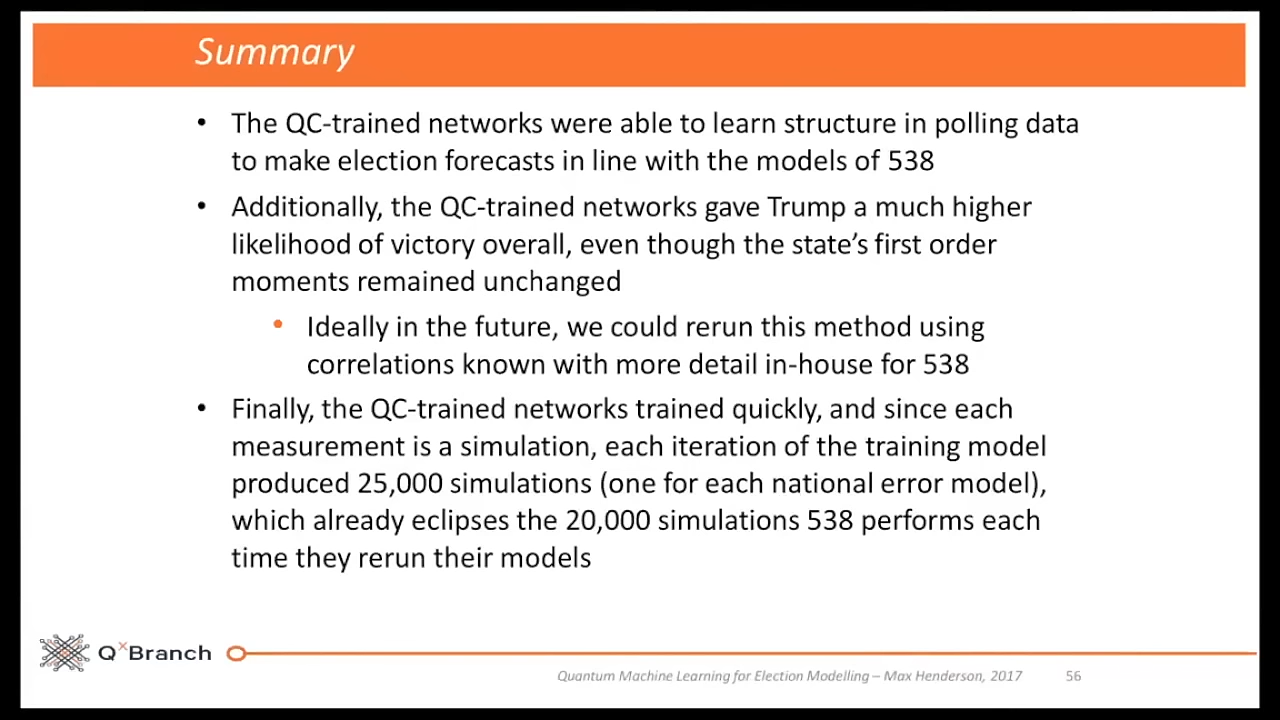 Summary
• The QC-trained networks were able to learn structure in polling data
to make election forecasts in line with the models of 538
• Additionally, the QC-trained networks gave Trump a much higher
likelihood of victory overall, even though the state's first order
moments remained unchanged
• Ideally in the future, we could rerun this method using
correlations known with more detail in-house for 538
• Finally, the QC-trained networks trained quickly, and since each
measurement is a simulation, each iteration of the training model
produced 25,000 simulations (one for each national error model),
which already eclipses the 20,000 simulations 538 performs each
time they rerun their models
QxBranch
Quantum Machine Learning for Election Modelling – Max Henderson, 2017 56